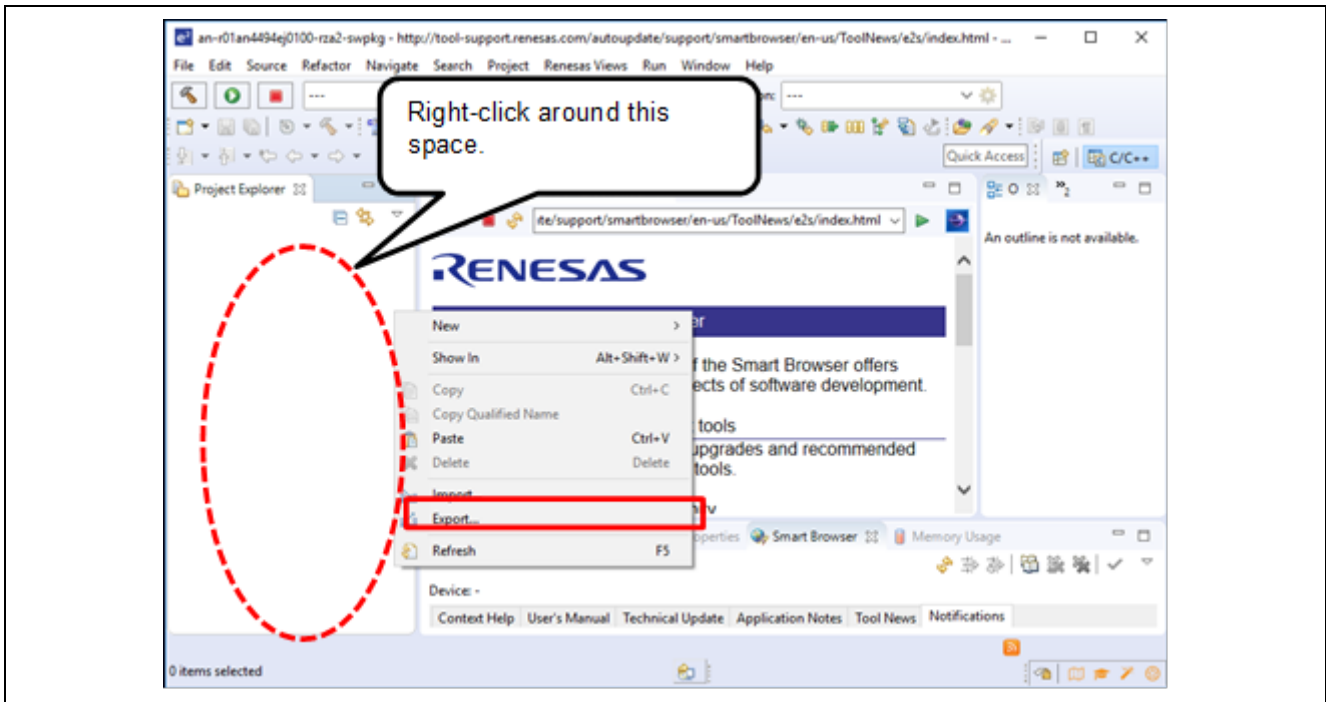 an-r01an4494ej0100-rza2-swpkg - http://tool-support.renesas.com/autoupdate/support/smartbrowser/en-us/ToolNews/e2s/index.html - ...
File Edit Source Refactor Navigate Search Project Renesas Views Run Window Help
---
---
Right-click around this
space.
Quick Access
C/C++
Project Explorer
O
2
ite/support/smartbrowser/en-us/ToolNews/e2s/index.html
An outline is not available.
RENESAS
er
New
Show In Alt+Shift+W >
f the Smart Browser offers
ects of software development.
Copy Ctrl+C
Copy Qualified Name
tools
Paste Ctrl+V
upgrades and recommended
Delete Delete
tools.
Import...
Export...
Refresh F5
operties Smart Browser Memory Usage
Device: -
Context Help User's Manual Technical Update Application Notes Tool News Notifications
0 items selected